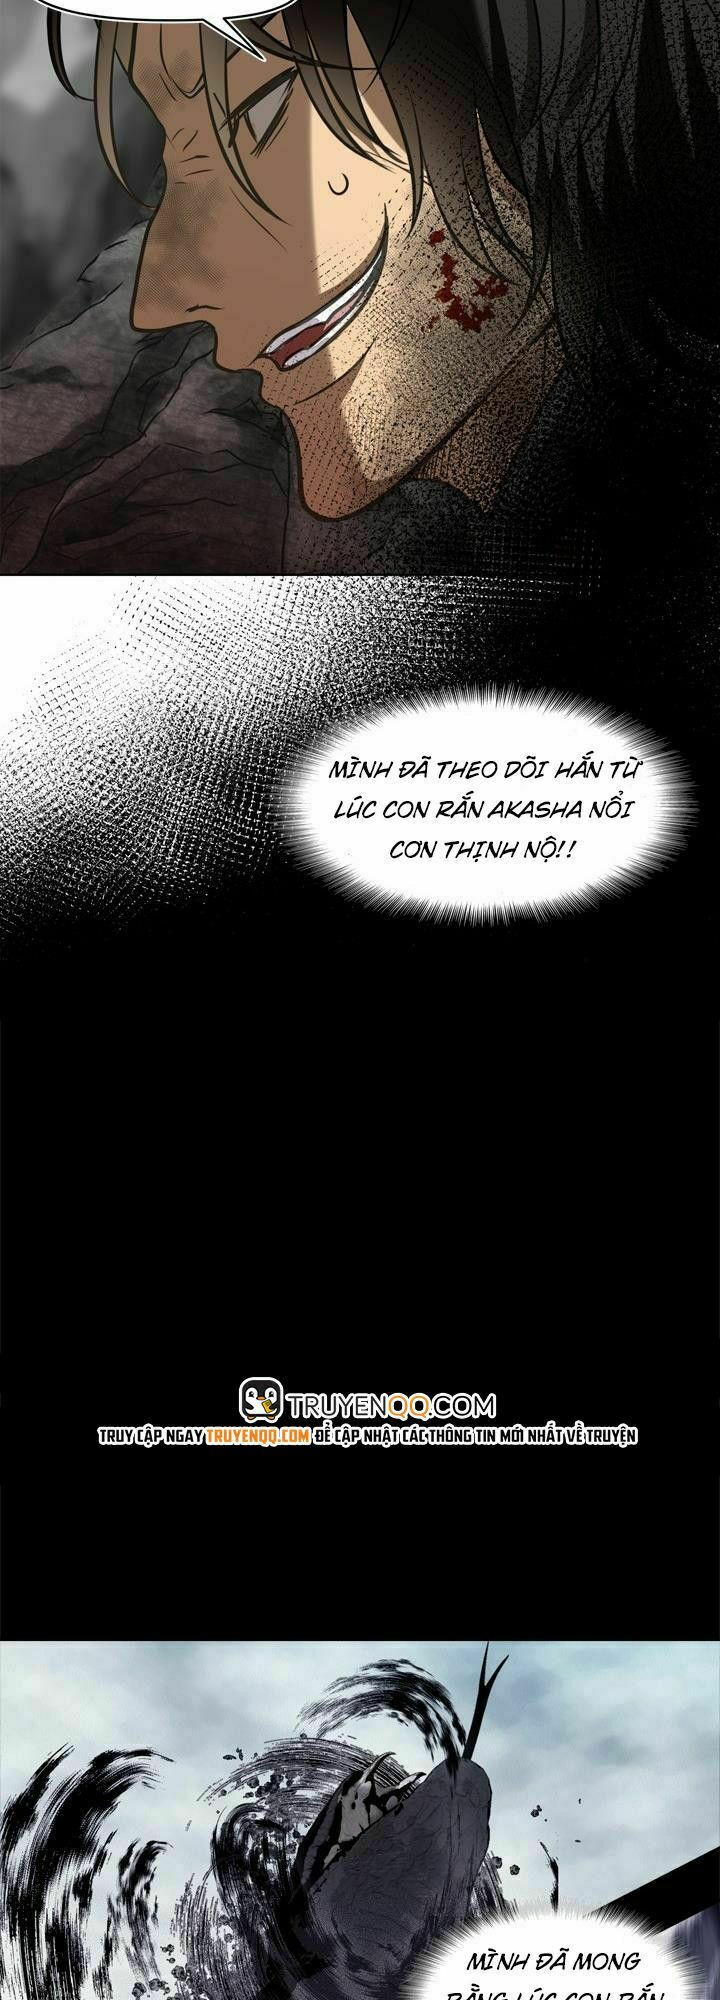 MÌNH ĐÃ THEO DÕI HẮN TỪ
LÚC CON RẮN AKASHA NỔI
CƠN THỊNH NỘ!!
TRUYENQQ.COM
TRUY CẬP NGAY TRUYENQQ.COM ĐỂ CẬP NHẬT CÁC THÔNG TIN MỚI NHẤT VỀ TRUYỆN
MÌNH ĐÃ MONG
RẰNG LÚC CON RẮN